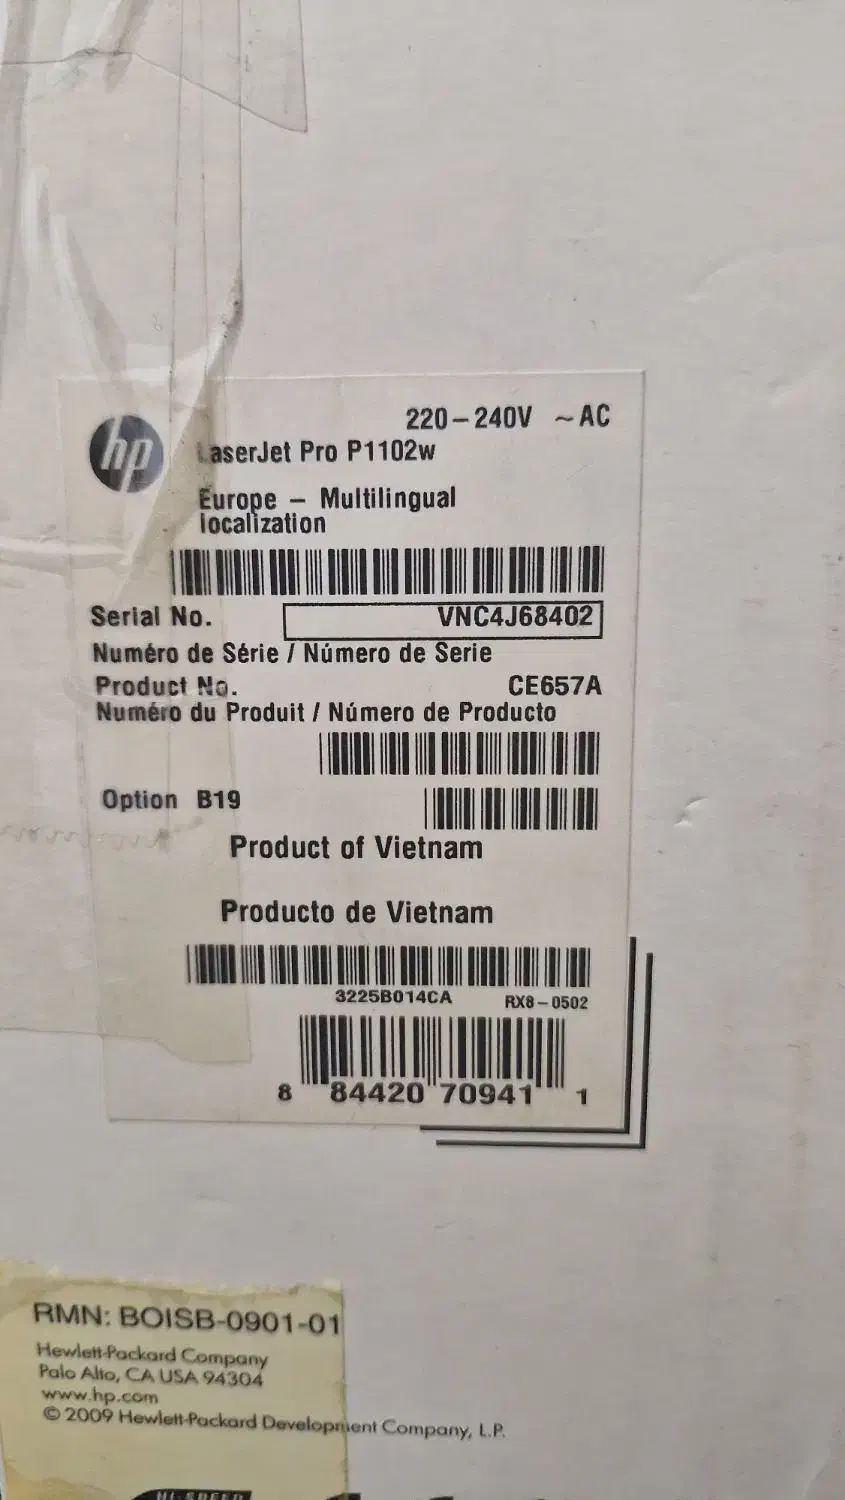 220-240V ~AC
hp
LaserJet Pro P1102w
Europe - Multilingual
localization
Serial No. VNC4J68402
Numéro de Série / Número de Serie
Product No. CE657A
Numéro du Produit / Número de Producto
Option B19
Product of Vietnam
Producto de Vietnam
3225B014CA RX8-0502
8 84420 70941 1
RMN: BOISB-0901-01
Hewlett-Packard Company
Palo Alto, CA USA 94304
www.hp.com
© 2009 Hewlett-Packard Development Company, L.P.
HI-SPEED